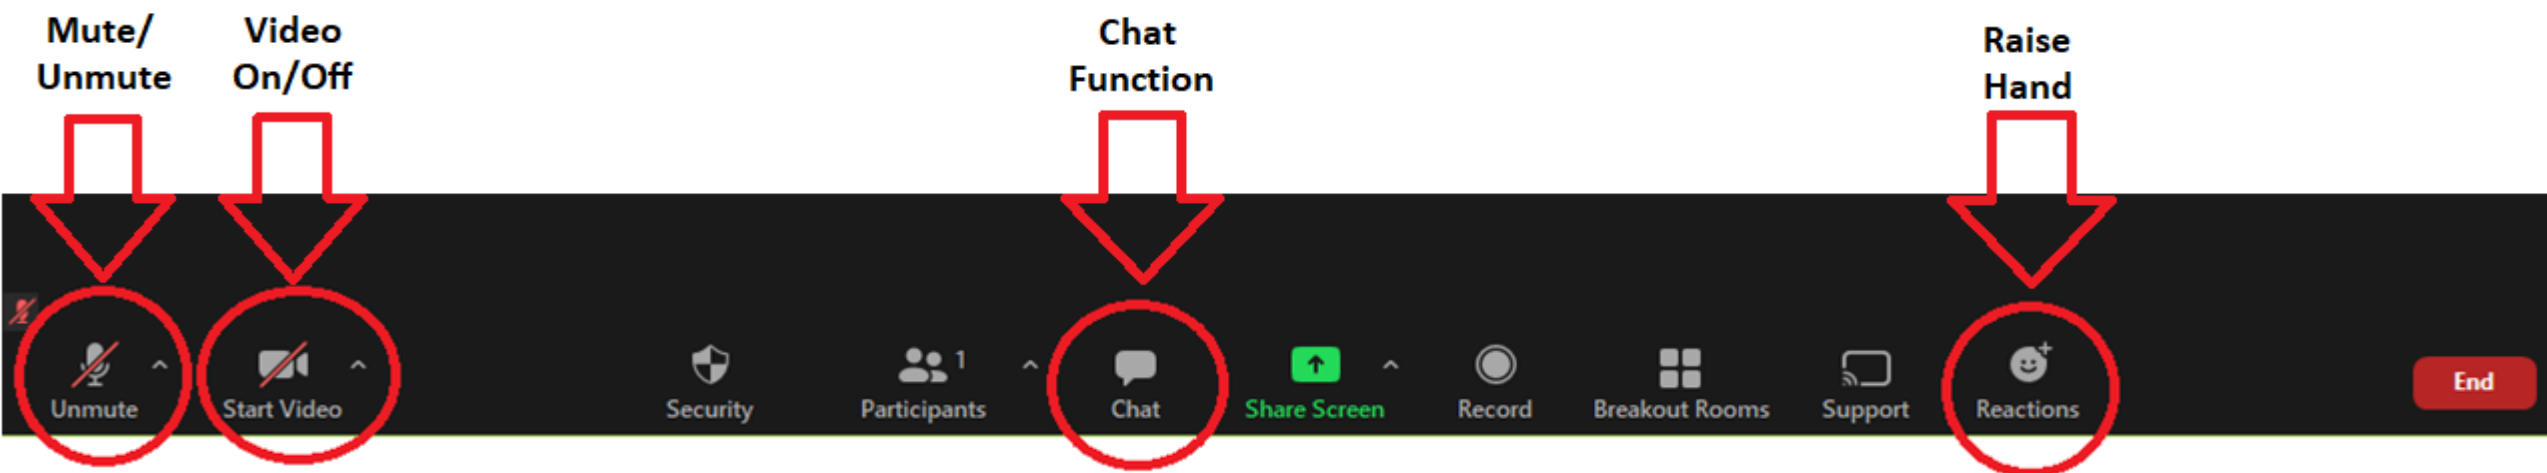 Mute/
Unmute
Video
On/Off
Chat
Function
Raise
Hand
Unmute
Start Video
Security
Participants
1
Chat
Share Screen
Record
Breakout Rooms
Support
Reactions
End